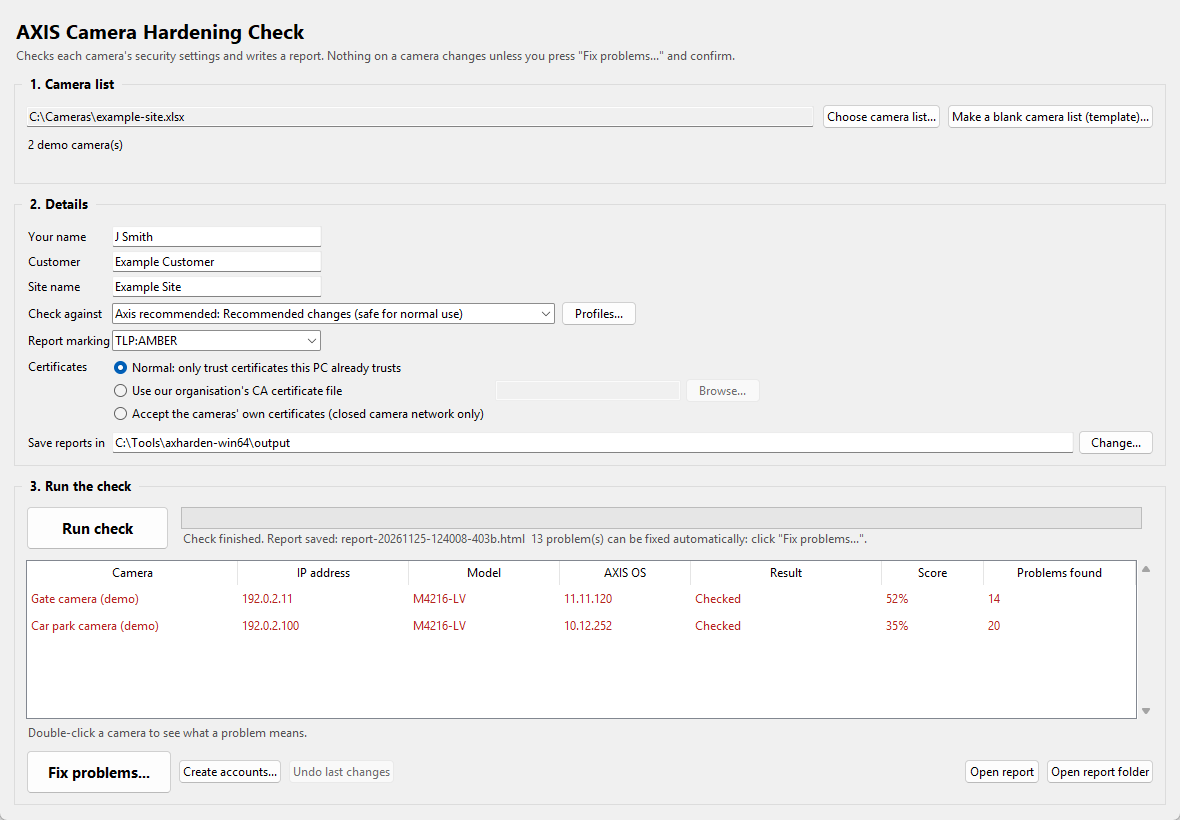 AXIS Camera Hardening Check
Checks each camera's security settings and writes a report. Nothing on a camera changes unless you press "Fix problems..." and confirm.
1. Camera list
C:\Cameras\example-site.xlsx Choose camera list... Make a blank camera list (template)...
2 demo camera(s)
2. Details
Your name J Smith
Customer Example Customer
Site name Example Site
Check against Axis recommended: Recommended changes (safe for normal use) Profiles...
Report marking TLP:AMBER
Certificates Normal: only trust certificates this PC already trusts
Use our organisation's CA certificate file Browse...
Accept the cameras' own certificates (closed camera network only)
Save reports in C:\Tools\axharden-win64\output Change...
3. Run the check
Run check
Check finished. Report saved: report-20261125-124008-403b.html 13 problem(s) can be fixed automatically: click "Fix problems...".
Camera IP address Model AXIS OS Result Score Problems found
Gate camera (demo) 192.0.2.11 M4216-LV 11.11.120 Checked 52% 14
Car park camera (demo) 192.0.2.100 M4216-LV 10.12.252 Checked 35% 20
Double-click a camera to see what a problem means.
Fix problems... Create accounts... Undo last changes Open report Open report folder